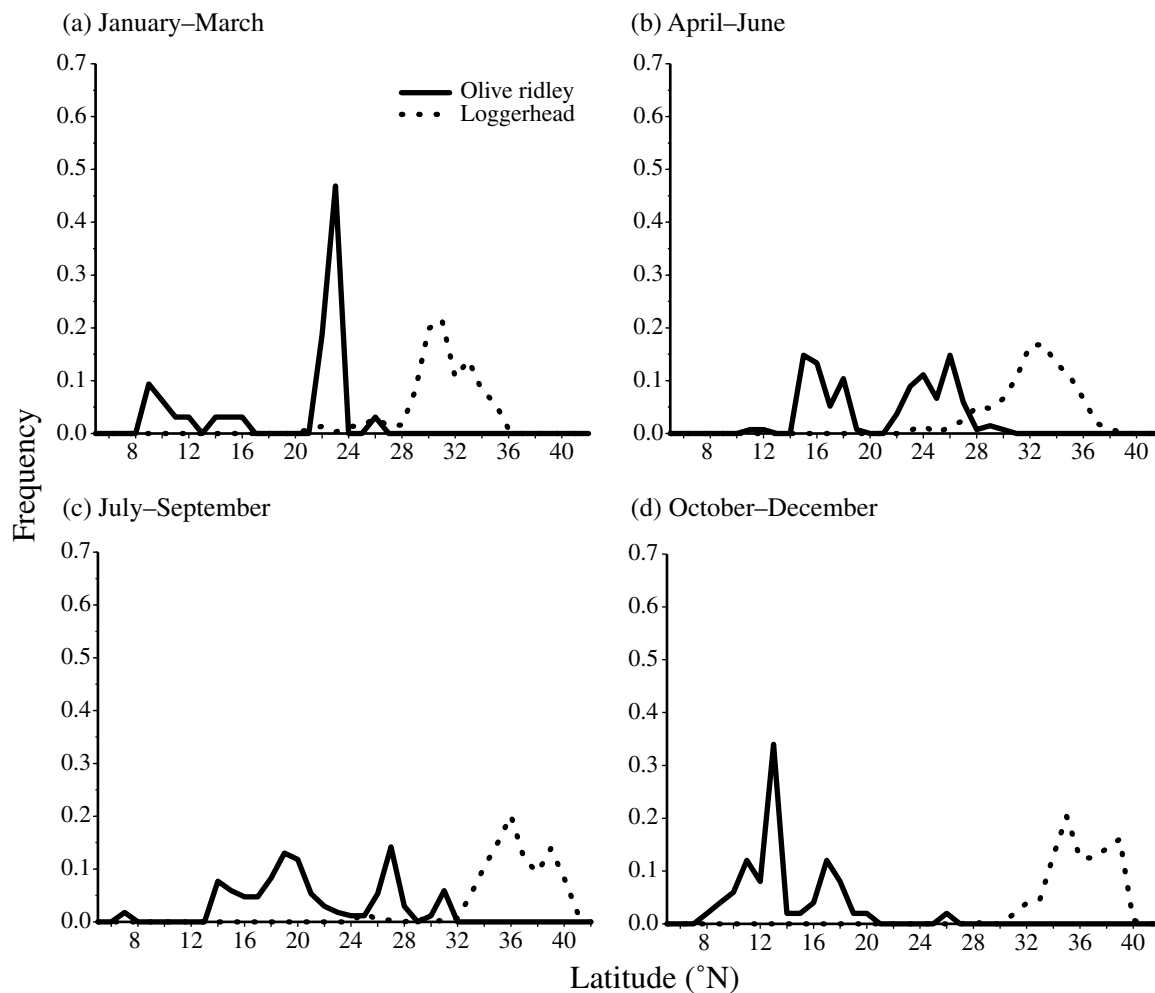 (a) January–March
0.7
0.6
0.5
0.4
0.3
0.2
0.1
0.0
8 12 16 20 24 28 32 36 40
Olive ridley
Loggerhead
(b) April–June
0.7
0.6
0.5
0.4
0.3
0.2
0.1
0.0
8 12 16 20 24 28 32 36 40
Frequency
(c) July–September
0.7
0.6
0.5
0.4
0.3
0.2
0.1
0.0
8 12 16 20 24 28 32 36 40
(d) October–December
0.7
0.6
0.5
0.4
0.3
0.2
0.1
0.0
8 12 16 20 24 28 32 36 40
Latitude (˚N)